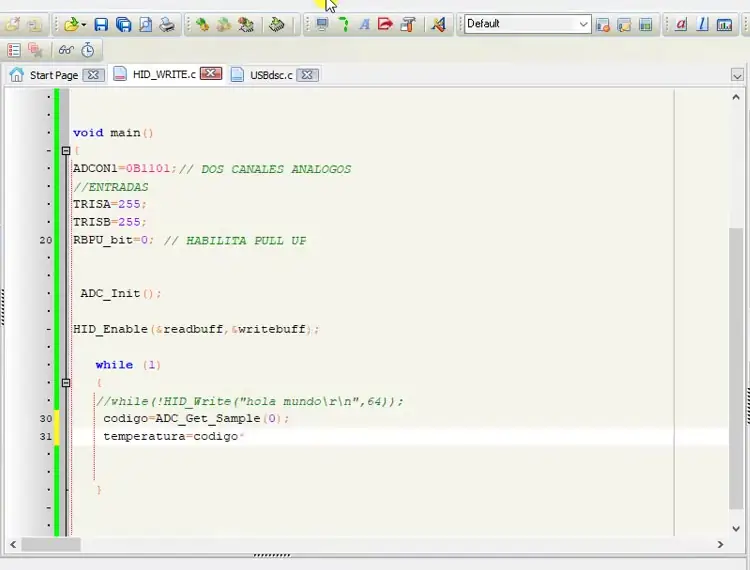 Default
Start Page
HID_WRITE.c
USBdsc.c
void main()
{
ADCON1=0B1101;// DOS CANALES ANALOGOS
//ENTRADAS
TRISA=255;
TRISB=255;
20 RBPU_bit=0; // HABILITA PULL UP
ADC_Init();
HID_Enable(&readbuff,&writebuff);
while (1)
{
//while(!HID_Write("hola mundo\r\n",64));
30 codigo=ADC_Get_Sample(0);
31 temperatura=codigo*
}